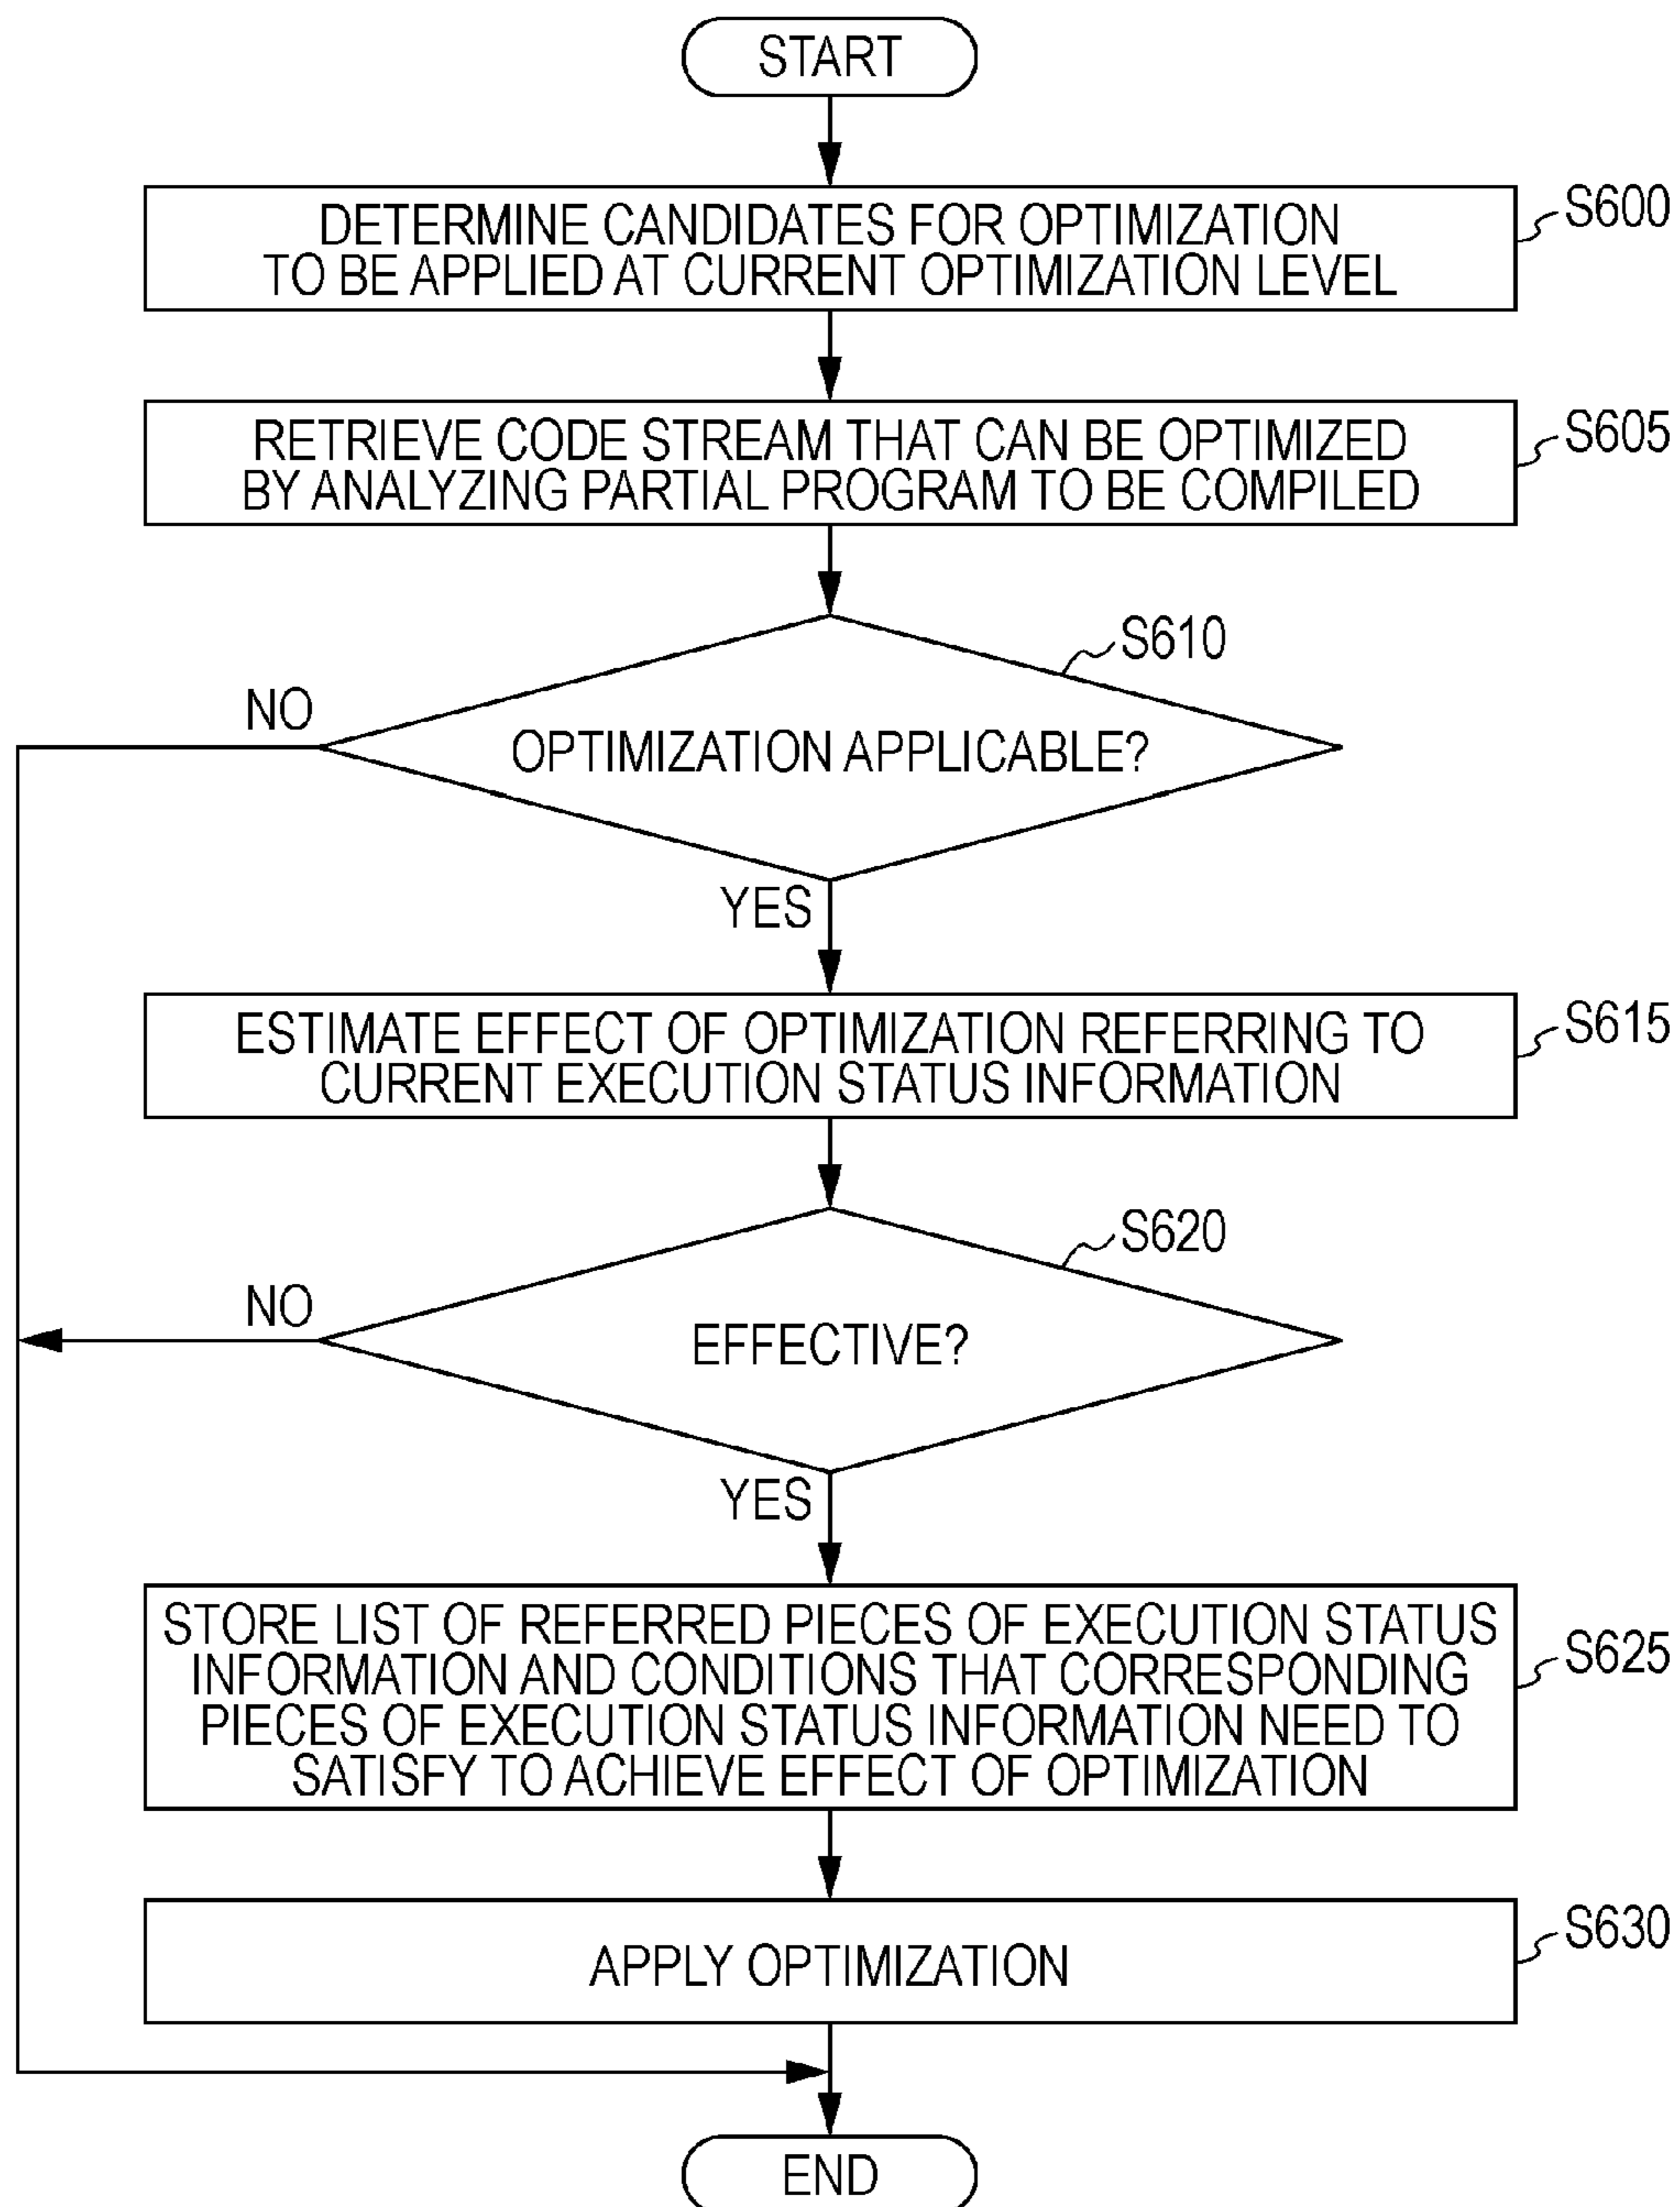 START
DETERMINE CANDIDATES FOR OPTIMIZATION
TO BE APPLIED AT CURRENT OPTIMIZATION LEVEL
S600
RETRIEVE CODE STREAM THAT CAN BE OPTIMIZED
BY ANALYZING PARTIAL PROGRAM TO BE COMPILED
S605
S610
NO
OPTIMIZATION APPLICABLE?
YES
ESTIMATE EFFECT OF OPTIMIZATION REFERRING TO
CURRENT EXECUTION STATUS INFORMATION
S615
S620
NO
EFFECTIVE?
YES
STORE LIST OF REFERRED PIECES OF EXECUTION STATUS
INFORMATION AND CONDITIONS THAT CORRESPONDING
PIECES OF EXECUTION STATUS INFORMATION NEED TO
SATISFY TO ACHIEVE EFFECT OF OPTIMIZATION
S625
APPLY OPTIMIZATION
S630
END